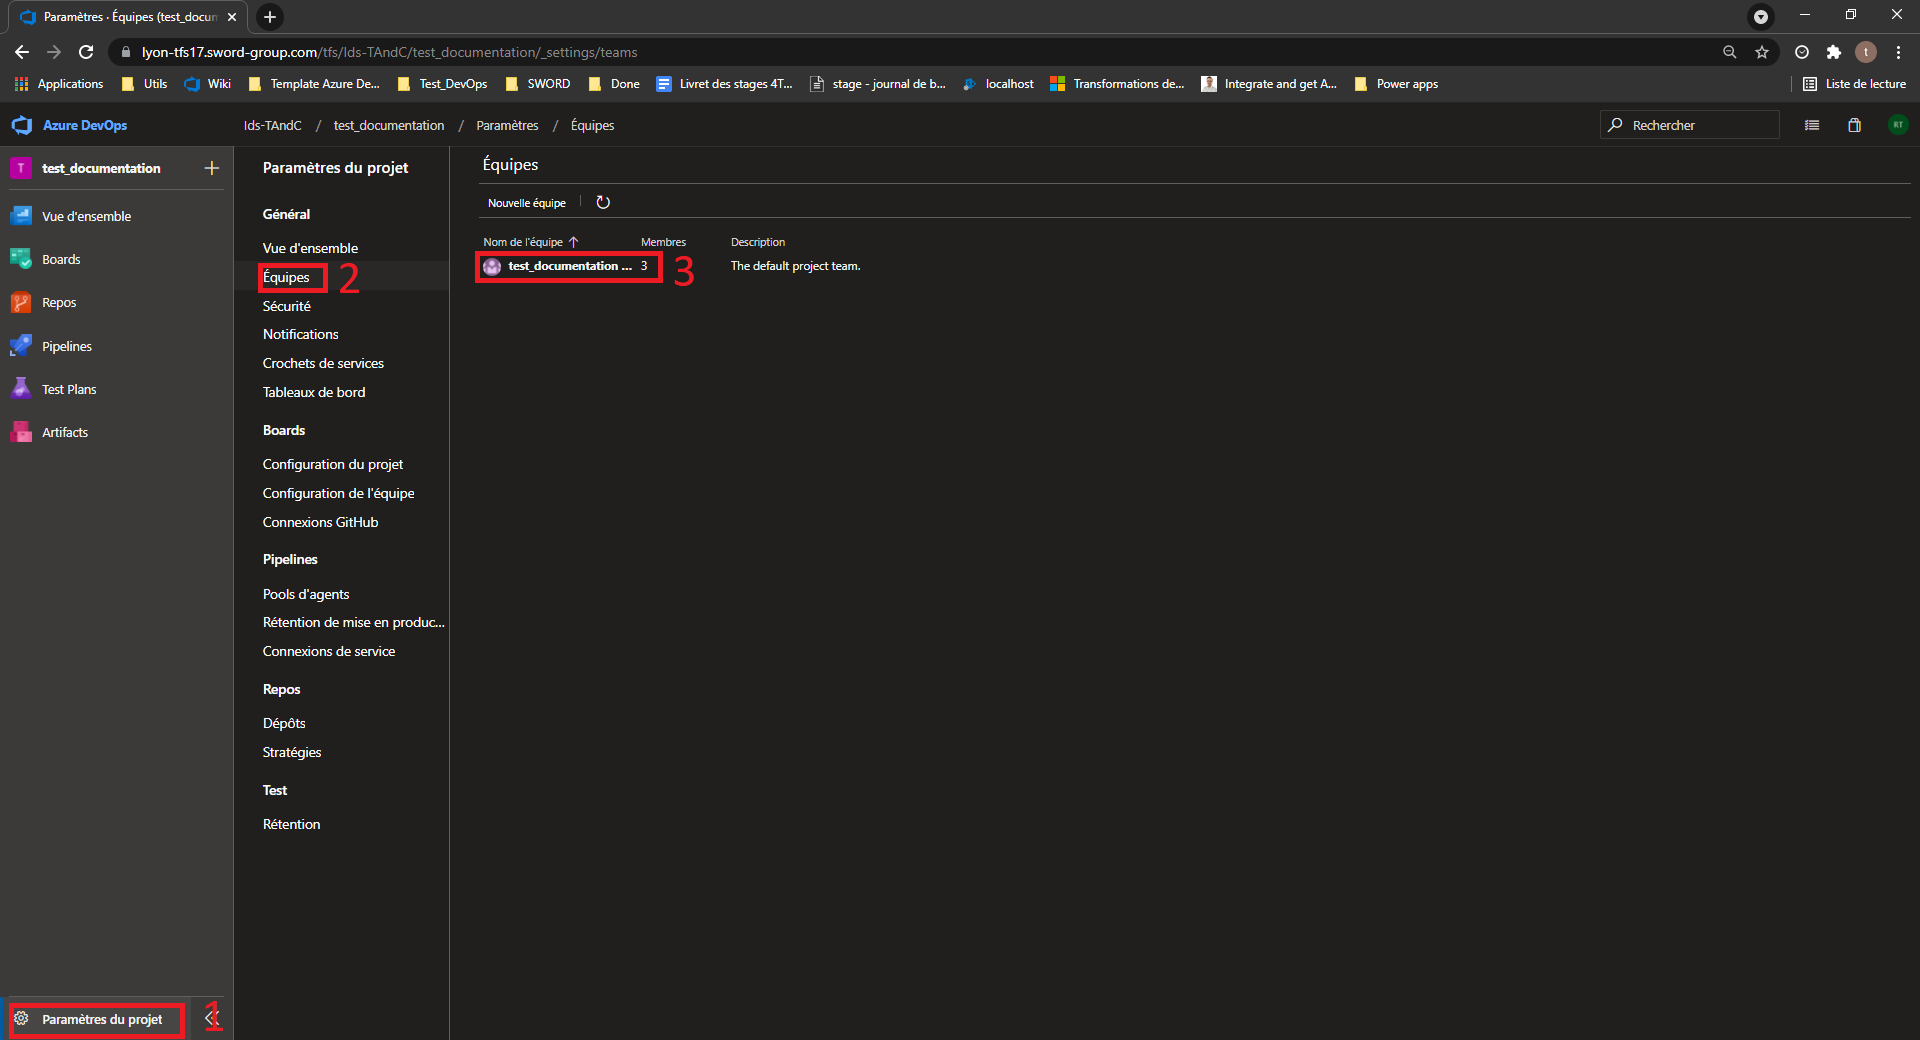 Paramètres · Équipes (test_docun
lyon-tfs17.sword-group.com/tfs/Ids-TAndC/test_documentation/_settings/teams
Applications Utils Wiki Template Azure De... Test_DevOps SWORD Done Livret des stages 4T... stage - journal de b... localhost Transformations de... Integrate and get A... Power apps Liste de lecture
Azure DevOps Ids-TAndC / test_documentation / Paramètres / Équipes Rechercher RT
T test_documentation
Vue d'ensemble
Boards
Repos
Pipelines
Test Plans
Artifacts
Paramètres du projet 1
Paramètres du projet
Général
Vue d'ensemble
Équipes 2
Sécurité
Notifications
Crochets de services
Tableaux de bord
Boards
Configuration du projet
Configuration de l'équipe
Connexions GitHub
Pipelines
Pools d'agents
Rétention de mise en produc...
Connexions de service
Repos
Dépôts
Stratégies
Test
Rétention
Équipes
Nouvelle équipe
Nom de l'équipe Membres Description
test_documentation ... 3 3 The default project team.